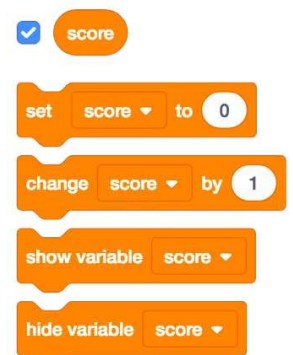 score
set score to 0
change score by 1
show variable score
hide variable score